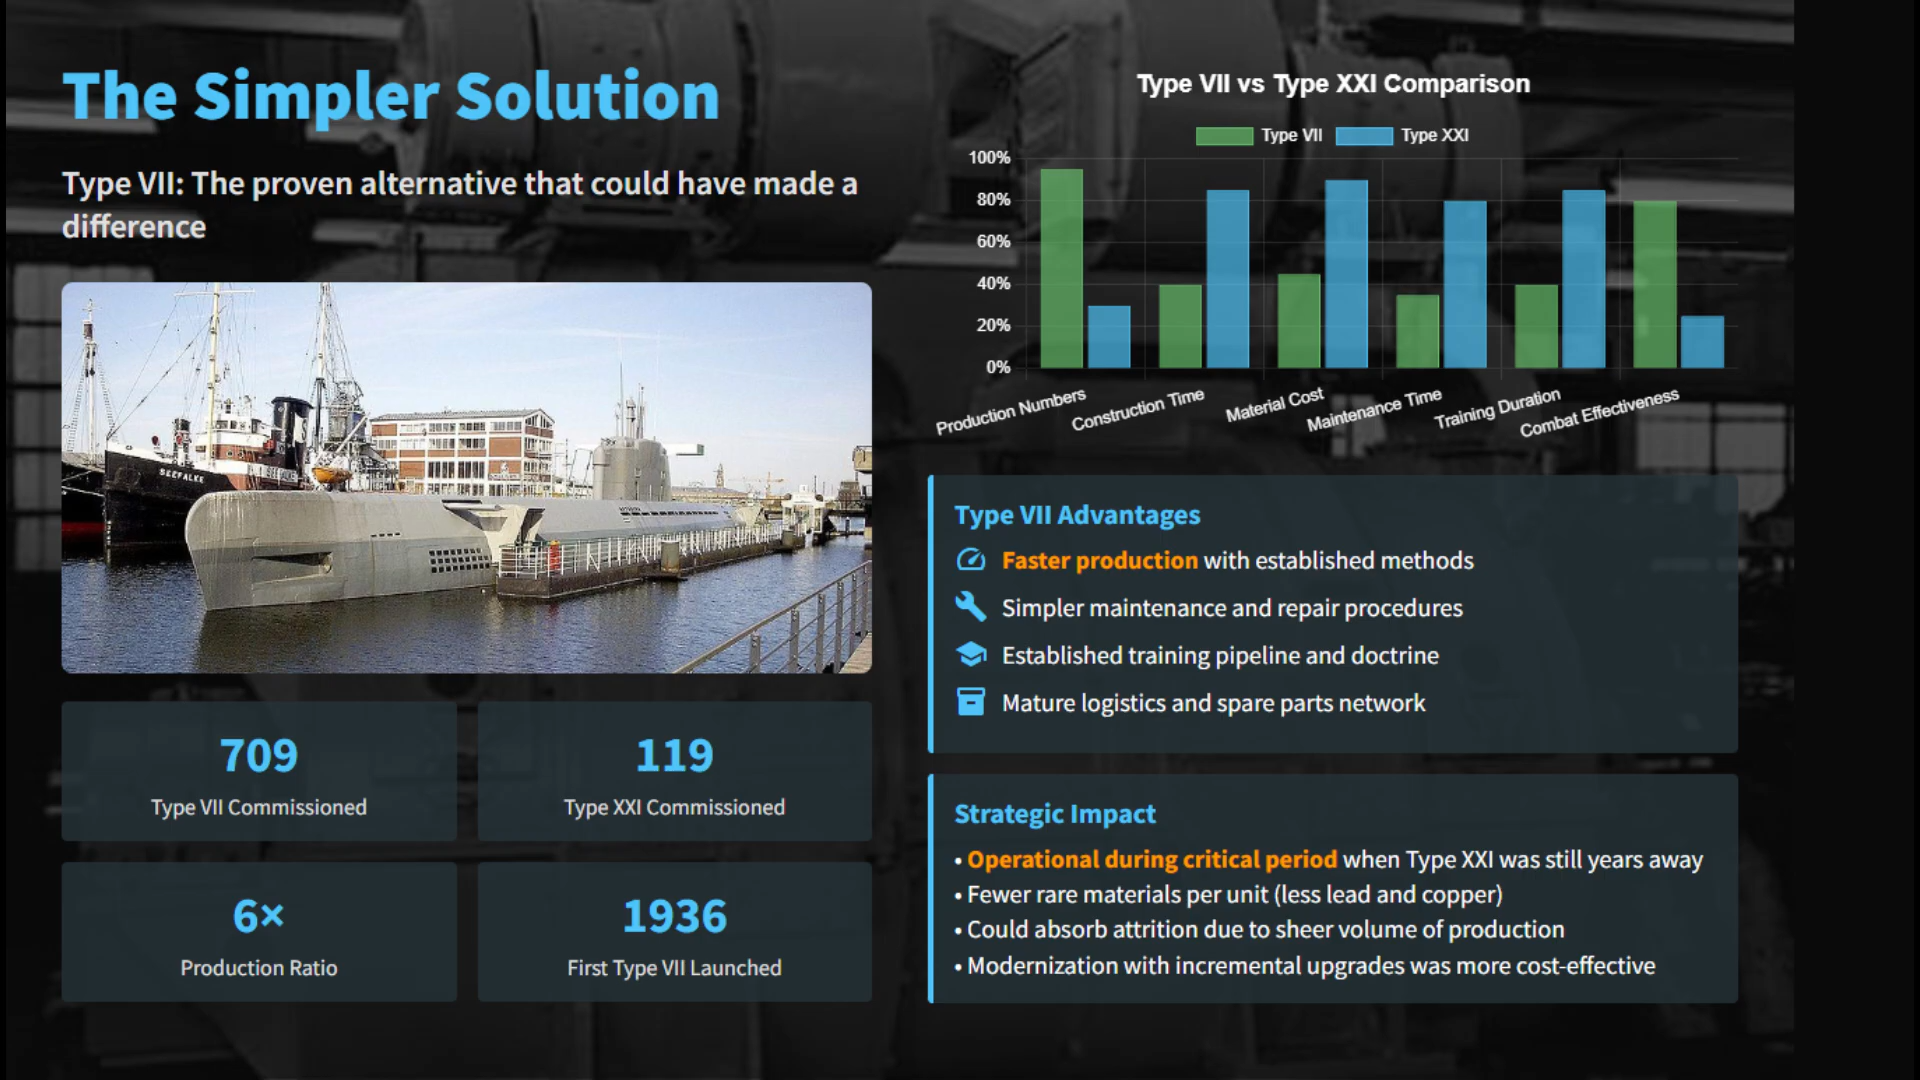 The Simpler Solution
Type VII: The proven alternative that could have made a
difference
SEEFALKE
709
Type VII Commissioned
119
Type XXI Commissioned
6×
Production Ratio
1936
First Type VII Launched
Type VII vs Type XXI Comparison
Type VII
Type XXI
100%
80%
60%
40%
20%
0%
Production Numbers
Construction Time
Material Cost
Maintenance Time
Training Duration
Combat Effectiveness
Type VII Advantages
Faster production with established methods
Simpler maintenance and repair procedures
Established training pipeline and doctrine
Mature logistics and spare parts network
Strategic Impact
• Operational during critical period when Type XXI was still years away
• Fewer rare materials per unit (less lead and copper)
• Could absorb attrition due to sheer volume of production
• Modernization with incremental upgrades was more cost-effective